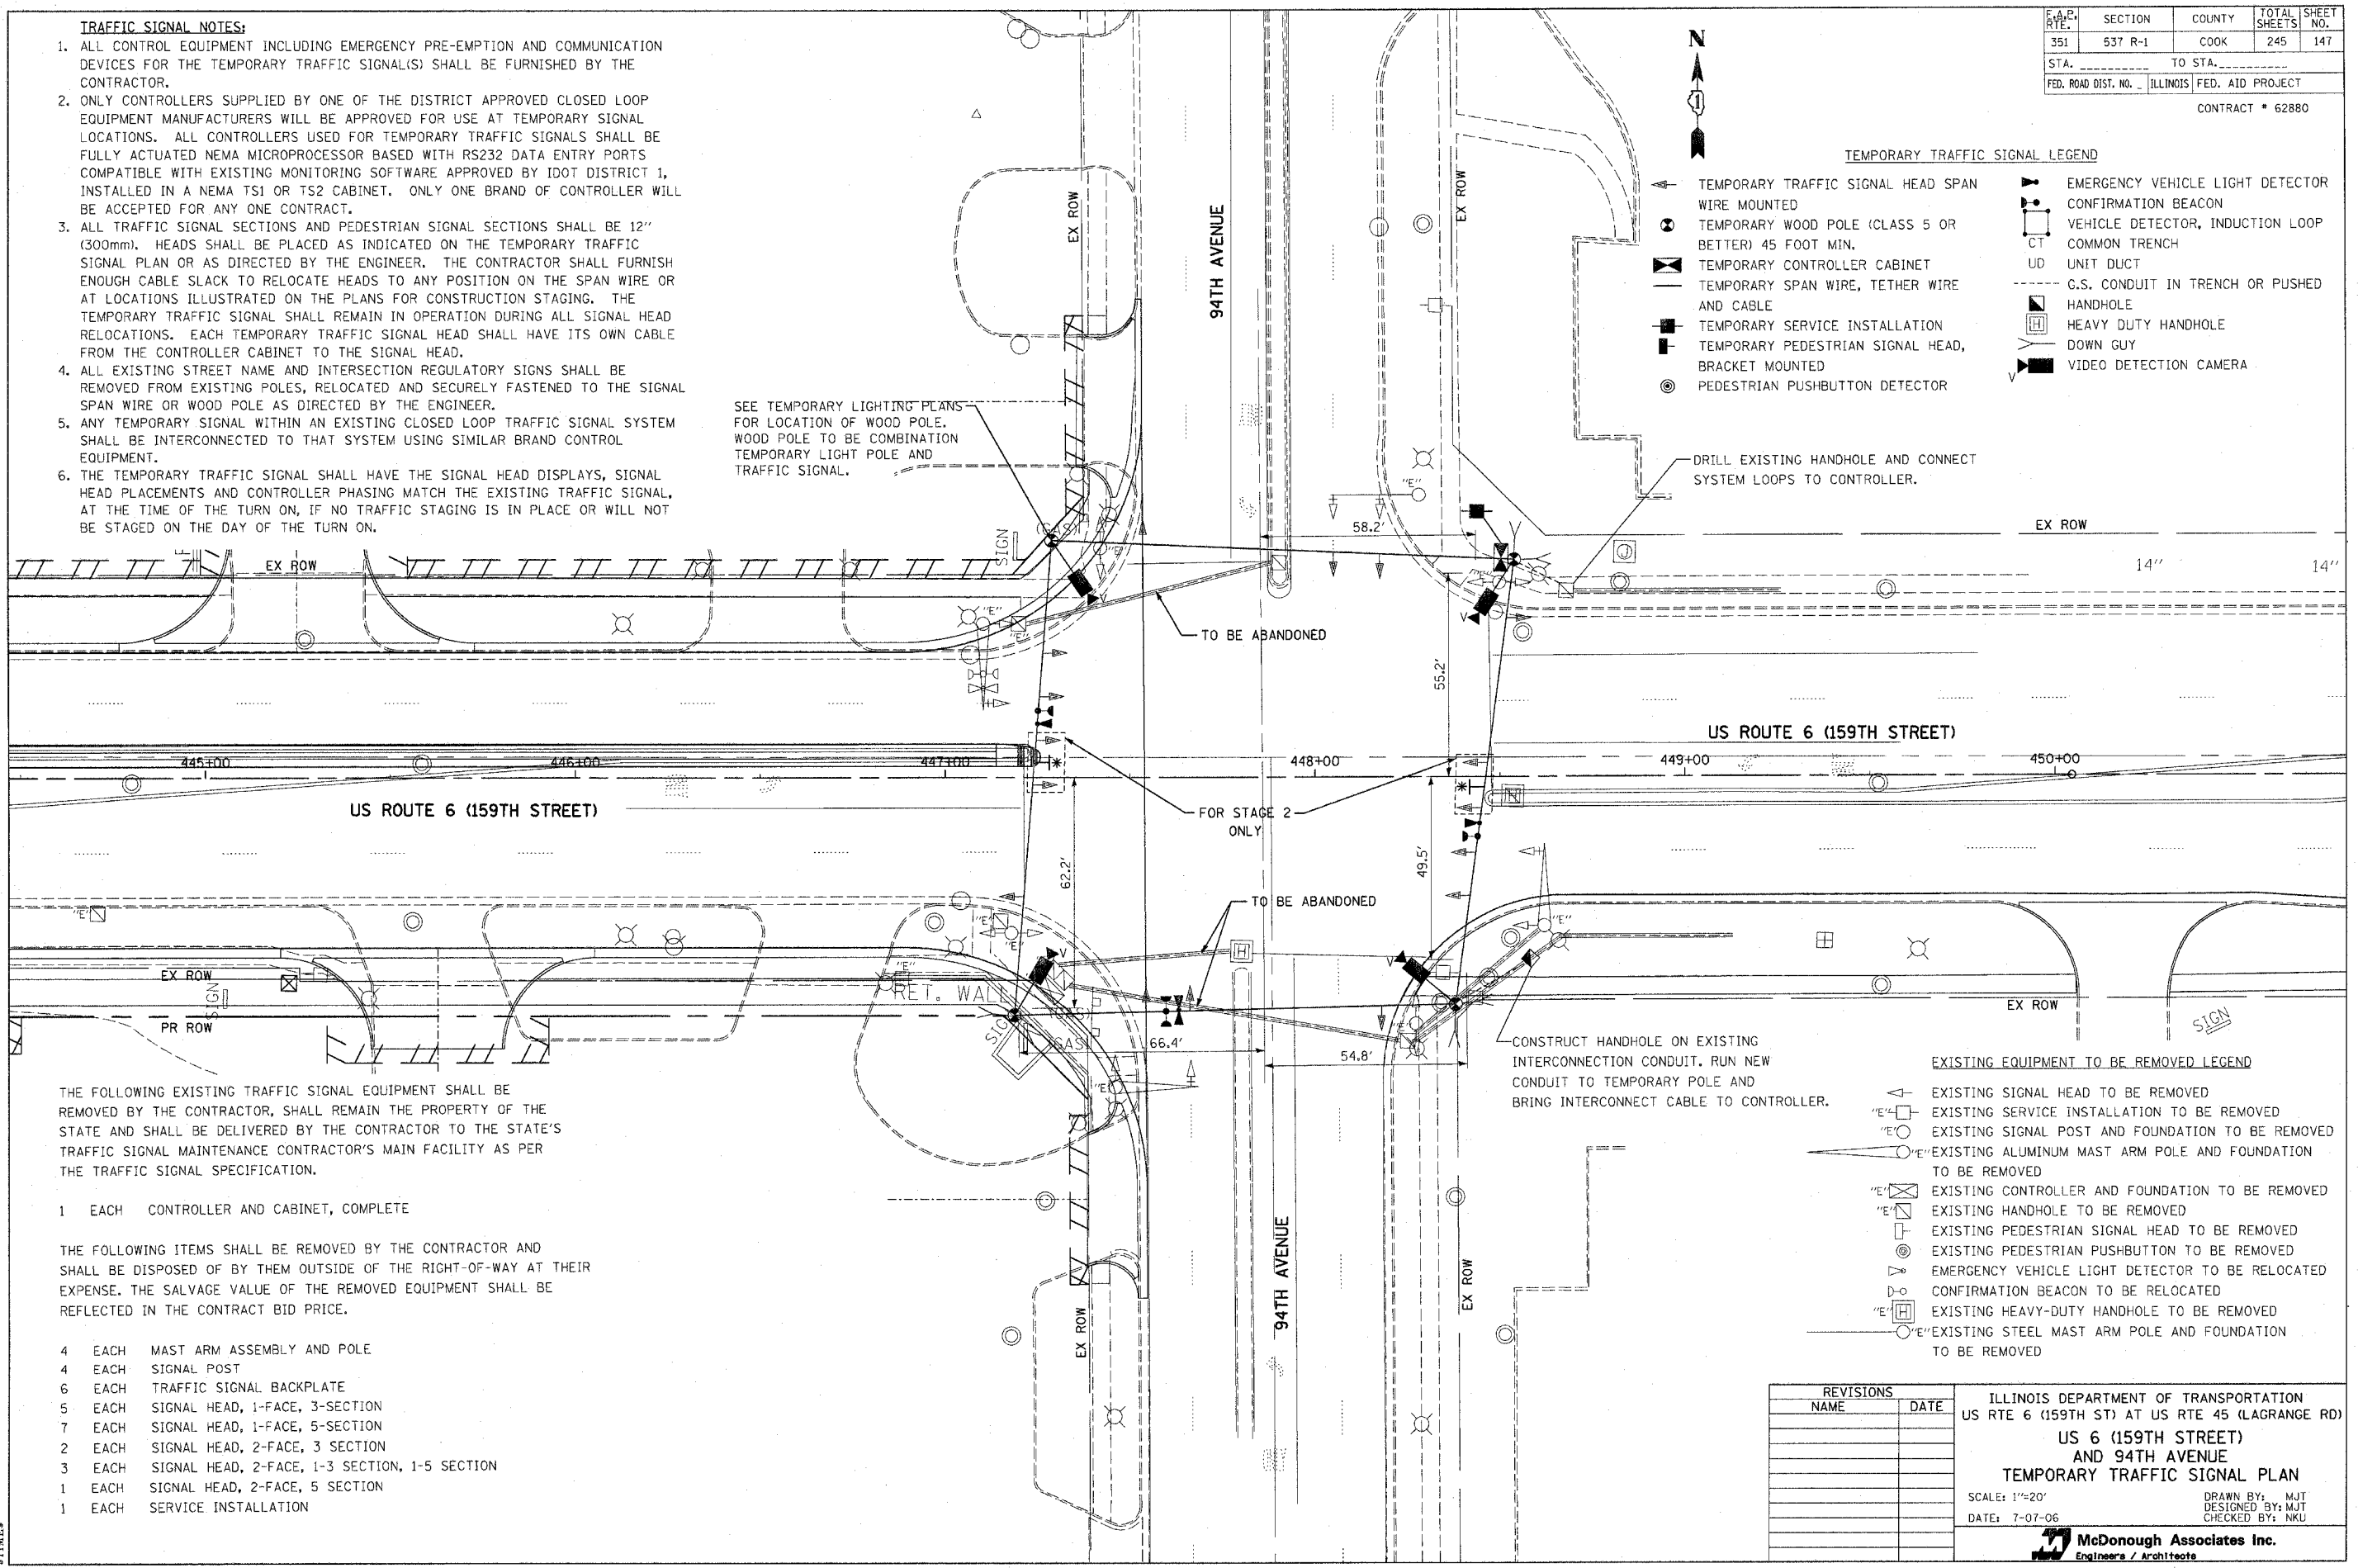 TRAFFIC SIGNAL NOTES:
1. ALL CONTROL EQUIPMENT INCLUDING EMERGENCY PRE-EMPTION AND COMMUNICATION
DEVICES FOR THE TEMPORARY TRAFFIC SIGNAL(S) SHALL BE FURNISHED BY THE
CONTRACTOR.
2. ONLY CONTROLLERS SUPPLIED BY ONE OF THE DISTRICT APPROVED CLOSED LOOP
EQUIPMENT MANUFACTURERS WILL BE APPROVED FOR USE AT TEMPORARY SIGNAL
LOCATIONS. ALL CONTROLLERS USED FOR TEMPORARY TRAFFIC SIGNALS SHALL BE
FULLY ACTUATED NEMA MICROPROCESSOR BASED WITH RS232 DATA ENTRY PORTS
COMPATIBLE WITH EXISTING MONITORING SOFTWARE APPROVED BY IDOT DISTRICT 1,
INSTALLED IN A NEMA TS1 OR TS2 CABINET. ONLY ONE BRAND OF CONTROLLER WILL
BE ACCEPTED FOR ANY ONE CONTRACT.
3. ALL TRAFFIC SIGNAL SECTIONS AND PEDESTRIAN SIGNAL SECTIONS SHALL BE 12"
(300mm). HEADS SHALL BE PLACED AS INDICATED ON THE TEMPORARY TRAFFIC
SIGNAL PLAN OR AS DIRECTED BY THE ENGINEER. THE CONTRACTOR SHALL FURNISH
ENOUGH CABLE SLACK TO RELOCATE HEADS TO ANY POSITION ON THE SPAN WIRE OR
AT LOCATIONS ILLUSTRATED ON THE PLANS FOR CONSTRUCTION STAGING. THE
TEMPORARY TRAFFIC SIGNAL SHALL REMAIN IN OPERATION DURING ALL SIGNAL HEAD
RELOCATIONS. EACH TEMPORARY TRAFFIC SIGNAL HEAD SHALL HAVE ITS OWN CABLE
FROM THE CONTROLLER CABINET TO THE SIGNAL HEAD.
4. ALL EXISTING STREET NAME AND INTERSECTION REGULATORY SIGNS SHALL BE
REMOVED FROM EXISTING POLES, RELOCATED AND SECURELY FASTENED TO THE SIGNAL
SPAN WIRE OR WOOD POLE AS DIRECTED BY THE ENGINEER.
5. ANY TEMPORARY SIGNAL WITHIN AN EXISTING CLOSED LOOP TRAFFIC SIGNAL SYSTEM
SHALL BE INTERCONNECTED TO THAT SYSTEM USING SIMILAR BRAND CONTROL
EQUIPMENT.
6. THE TEMPORARY TRAFFIC SIGNAL SHALL HAVE THE SIGNAL HEAD DISPLAYS, SIGNAL
HEAD PLACEMENTS AND CONTROLLER PHASING MATCH THE EXISTING TRAFFIC SIGNAL,
AT THE TIME OF THE TURN ON, IF NO TRAFFIC STAGING IS IN PLACE OR WILL NOT
BE STAGED ON THE DAY OF THE TURN ON.
F.A.P. RTE. SECTION COUNTY TOTAL SHEETS SHEET NO.
351 537 R-1 COOK 245 147
STA. TO STA.
FED. ROAD DIST. NO. ILLINOIS FED. AID PROJECT
CONTRACT # 62880
N
1
TEMPORARY TRAFFIC SIGNAL LEGEND
TEMPORARY TRAFFIC SIGNAL HEAD SPAN
WIRE MOUNTED
TEMPORARY WOOD POLE (CLASS 5 OR
BETTER) 45 FOOT MIN.
TEMPORARY CONTROLLER CABINET
TEMPORARY SPAN WIRE, TETHER WIRE
AND CABLE
TEMPORARY SERVICE INSTALLATION
TEMPORARY PEDESTRIAN SIGNAL HEAD,
BRACKET MOUNTED
PEDESTRIAN PUSHBUTTON DETECTOR
EMERGENCY VEHICLE LIGHT DETECTOR
CONFIRMATION BEACON
VEHICLE DETECTOR, INDUCTION LOOP
CT COMMON TRENCH
UD UNIT DUCT
G.S. CONDUIT IN TRENCH OR PUSHED
HANDHOLE
H HEAVY DUTY HANDHOLE
DOWN GUY
V VIDEO DETECTION CAMERA
EX ROW
94TH AVENUE
EX ROW
SEE TEMPORARY LIGHTING PLANS
FOR LOCATION OF WOOD POLE.
WOOD POLE TO BE COMBINATION
TEMPORARY LIGHT POLE AND
TRAFFIC SIGNAL.
DRILL EXISTING HANDHOLE AND CONNECT
SYSTEM LOOPS TO CONTROLLER.
"E"
58.2'
EX ROW
14"
14"
EX ROW
SIGN
(GAS)
"E"
V
"E"
"E"
J
V
TO BE ABANDONED
55.2'
US ROUTE 6 (159TH STREET)
445+00 446+00 447+00 448+00 449+00 450+00
US ROUTE 6 (159TH STREET)
FOR STAGE 2
ONLY
62.2'
49.5'
TO BE ABANDONED
"E"
"E"
"E"
"E"
H
V
V
EX ROW
SIGN
RET. WALL
PR ROW
SIGN
(GAS)
66.4'
54.8'
"E"
"E"
EX ROW
SIGN
CONSTRUCT HANDHOLE ON EXISTING
INTERCONNECTION CONDUIT. RUN NEW
CONDUIT TO TEMPORARY POLE AND
BRING INTERCONNECT CABLE TO CONTROLLER.
THE FOLLOWING EXISTING TRAFFIC SIGNAL EQUIPMENT SHALL BE
REMOVED BY THE CONTRACTOR, SHALL REMAIN THE PROPERTY OF THE
STATE AND SHALL BE DELIVERED BY THE CONTRACTOR TO THE STATE'S
TRAFFIC SIGNAL MAINTENANCE CONTRACTOR'S MAIN FACILITY AS PER
THE TRAFFIC SIGNAL SPECIFICATION.
1 EACH CONTROLLER AND CABINET, COMPLETE
THE FOLLOWING ITEMS SHALL BE REMOVED BY THE CONTRACTOR AND
SHALL BE DISPOSED OF BY THEM OUTSIDE OF THE RIGHT-OF-WAY AT THEIR
EXPENSE. THE SALVAGE VALUE OF THE REMOVED EQUIPMENT SHALL BE
REFLECTED IN THE CONTRACT BID PRICE.
4 EACH MAST ARM ASSEMBLY AND POLE
4 EACH SIGNAL POST
6 EACH TRAFFIC SIGNAL BACKPLATE
5 EACH SIGNAL HEAD, 1-FACE, 3-SECTION
7 EACH SIGNAL HEAD, 1-FACE, 5-SECTION
2 EACH SIGNAL HEAD, 2-FACE, 3 SECTION
3 EACH SIGNAL HEAD, 2-FACE, 1-3 SECTION, 1-5 SECTION
1 EACH SIGNAL HEAD, 2-FACE, 5 SECTION
1 EACH SERVICE INSTALLATION
EX ROW
94TH AVENUE
EX ROW
EXISTING EQUIPMENT TO BE REMOVED LEGEND
EXISTING SIGNAL HEAD TO BE REMOVED
"E" EXISTING SERVICE INSTALLATION TO BE REMOVED
"E" EXISTING SIGNAL POST AND FOUNDATION TO BE REMOVED
"E" EXISTING ALUMINUM MAST ARM POLE AND FOUNDATION
TO BE REMOVED
"E" EXISTING CONTROLLER AND FOUNDATION TO BE REMOVED
"E" EXISTING HANDHOLE TO BE REMOVED
EXISTING PEDESTRIAN SIGNAL HEAD TO BE REMOVED
EXISTING PEDESTRIAN PUSHBUTTON TO BE REMOVED
EMERGENCY VEHICLE LIGHT DETECTOR TO BE RELOCATED
CONFIRMATION BEACON TO BE RELOCATED
"E" H EXISTING HEAVY-DUTY HANDHOLE TO BE REMOVED
"E" EXISTING STEEL MAST ARM POLE AND FOUNDATION
TO BE REMOVED
REVISIONS
NAME DATE
ILLINOIS DEPARTMENT OF TRANSPORTATION
US RTE 6 (159TH ST) AT US RTE 45 (LAGRANGE RD)
US 6 (159TH STREET)
AND 94TH AVENUE
TEMPORARY TRAFFIC SIGNAL PLAN
SCALE: 1"=20'
DATE: 7-07-06
DRAWN BY: MJT
DESIGNED BY: MJT
CHECKED BY: NKU
McDonough Associates Inc.
Engineers / Architects